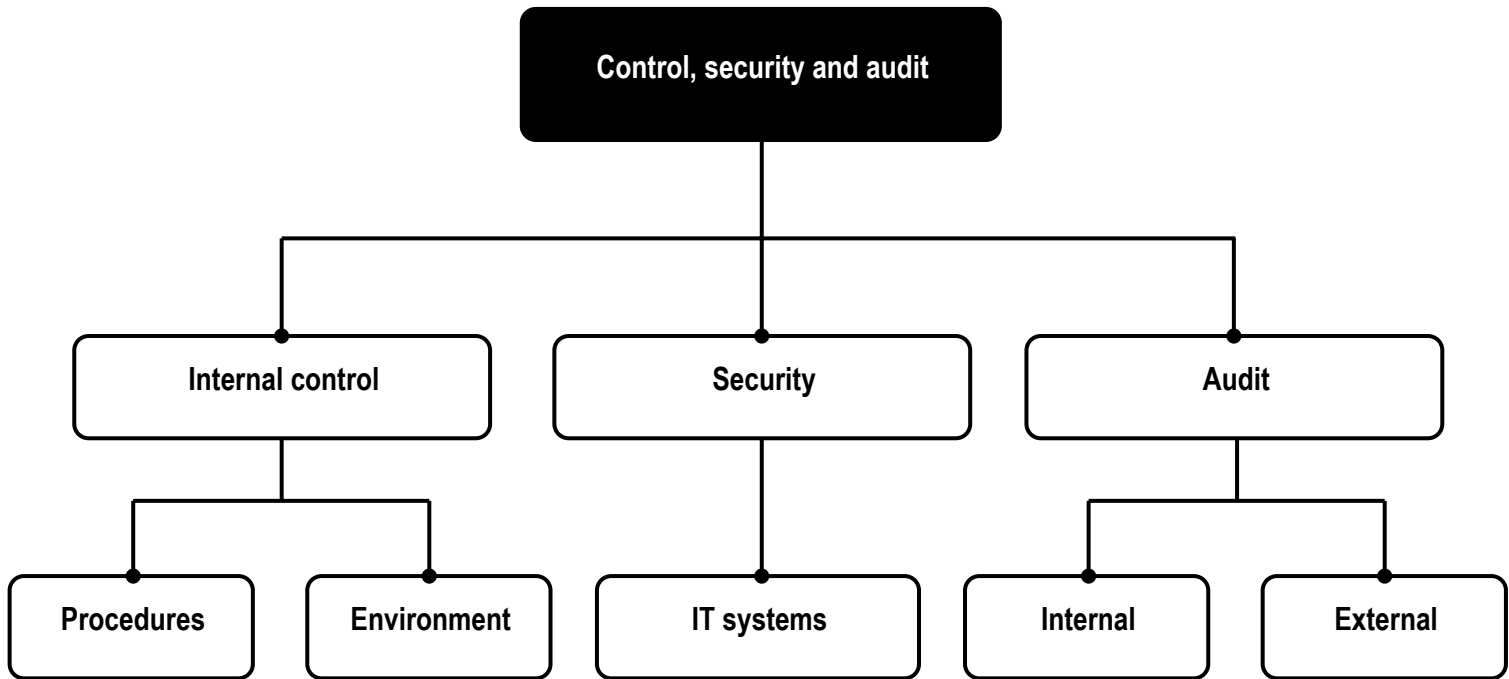 Control, security and audit
Internal control
Security
Audit
Procedures
Environment
IT systems
Internal
External